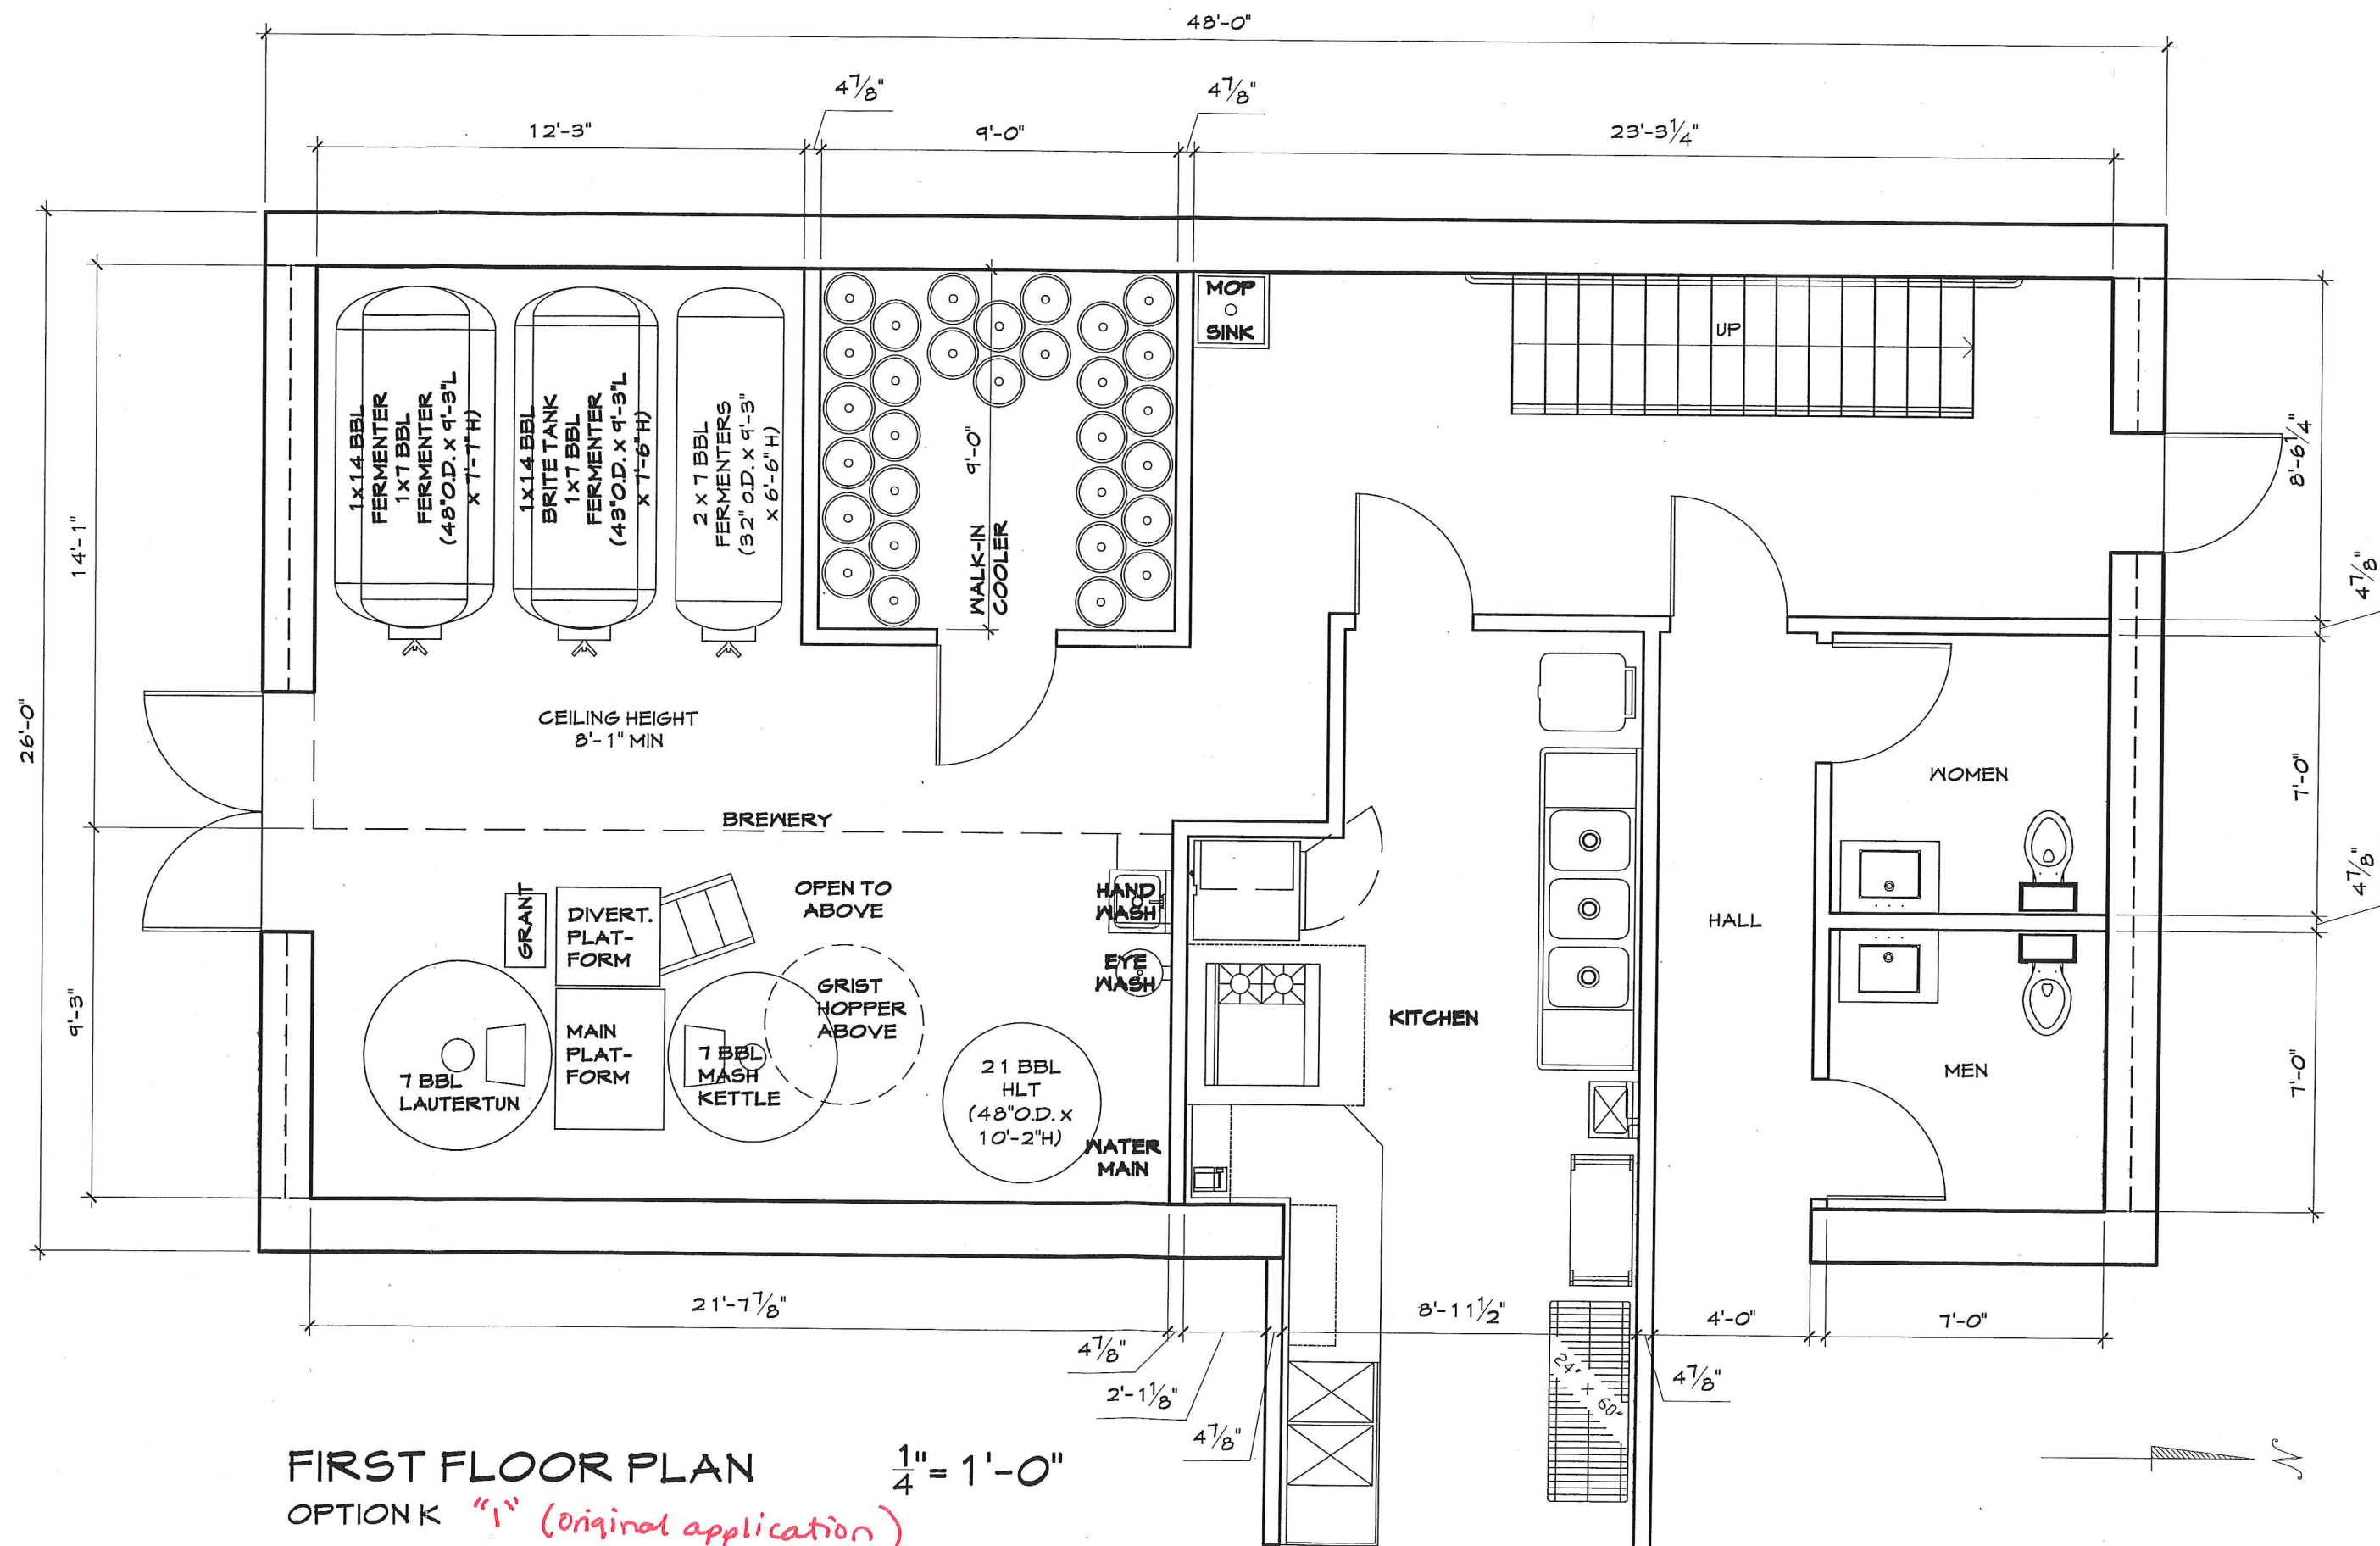 48'-0"
4 7/8"
4 7/8"
12'-3"
9'-0"
23'-3 1/4"
MOP
SINK
UP
1x14 BBL
FERMENTER
1x7 BBL
FERMENTER
(48"O.D. x 9'-3"L
x 7'-7"H)
1x14 BBL
BRITE TANK
1x7 BBL
FERMENTER
(43"O.D. x 9'-3"L
x 7'-6"H)
2 x 7 BBL
FERMENTERS
(32" O.D. x 9'-3"
x 6'-6"H)
9'-0"
WALK-IN
COOLER
8'-6 1/4"
14'-1"
4 7/8"
26'-0"
CEILING HEIGHT
8'-1" MIN
WOMEN
7'-0"
BREWERY
4 7/8"
GRANT
DIVERT.
PLAT-
FORM
OPEN TO
ABOVE
HAND
WASH
HALL
EYE
WASH
GRIST
HOPPER
ABOVE
KITCHEN
9'-3"
MAIN
PLAT-
FORM
7 BBL
MASH
KETTLE
7 BBL
LAUTERTUN
21 BBL
HLT
(48"O.D. x
10'-2"H)
MEN
7'-0"
WATER
MAIN
21'-7 7/8"
8'-11 1/2"
4'-0"
7'-0"
4 7/8"
2'-1 1/8"
4 7/8"
4 7/8"
24"
60"
FIRST FLOOR PLAN
1/4"= 1'-0"
OPTION K "1" (original application)
N